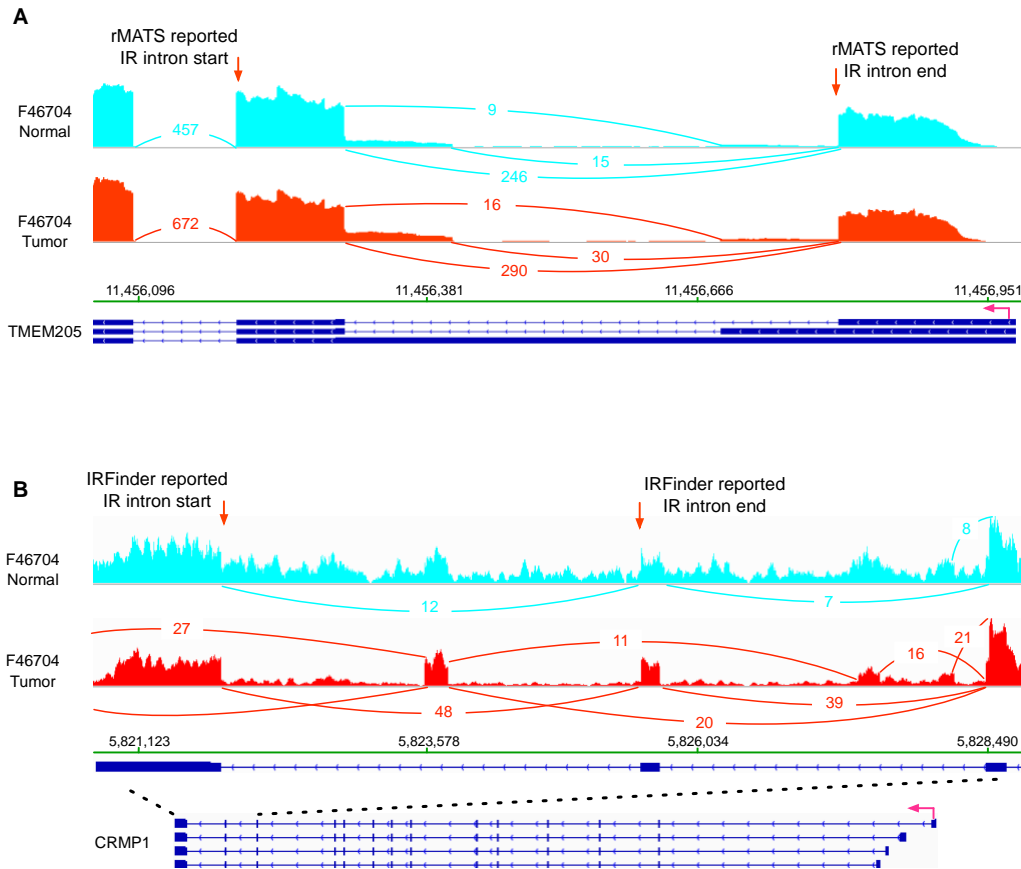 A
rMATS reported
IR intron start
rMATS reported
IR intron end
F46704
Normal
457
9
15
246
F46704
Tumor
672
16
30
290
11,456,096
11,456,381
11,456,666
11,456,951
TMEM205
B
IRFinder reported
IR intron start
IRFinder reported
IR intron end
F46704
Normal
8
12
7
F46704
Tumor
27
11
16
21
48
39
20
5,821,123
5,823,578
5,826,034
5,828,490
CRMP1